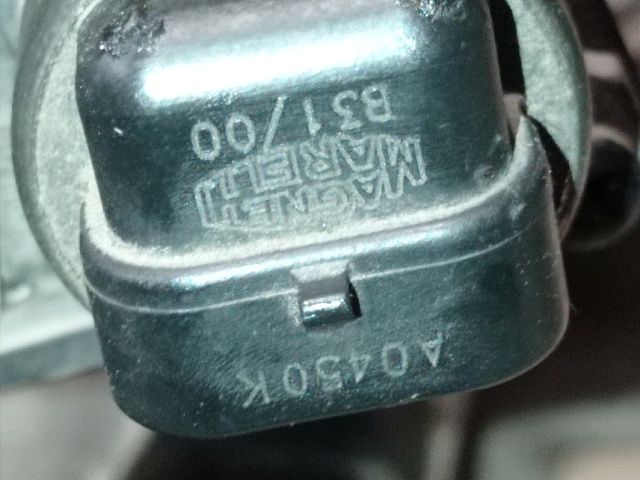 A0450K
MAGNETI
MARELLI
B31/00